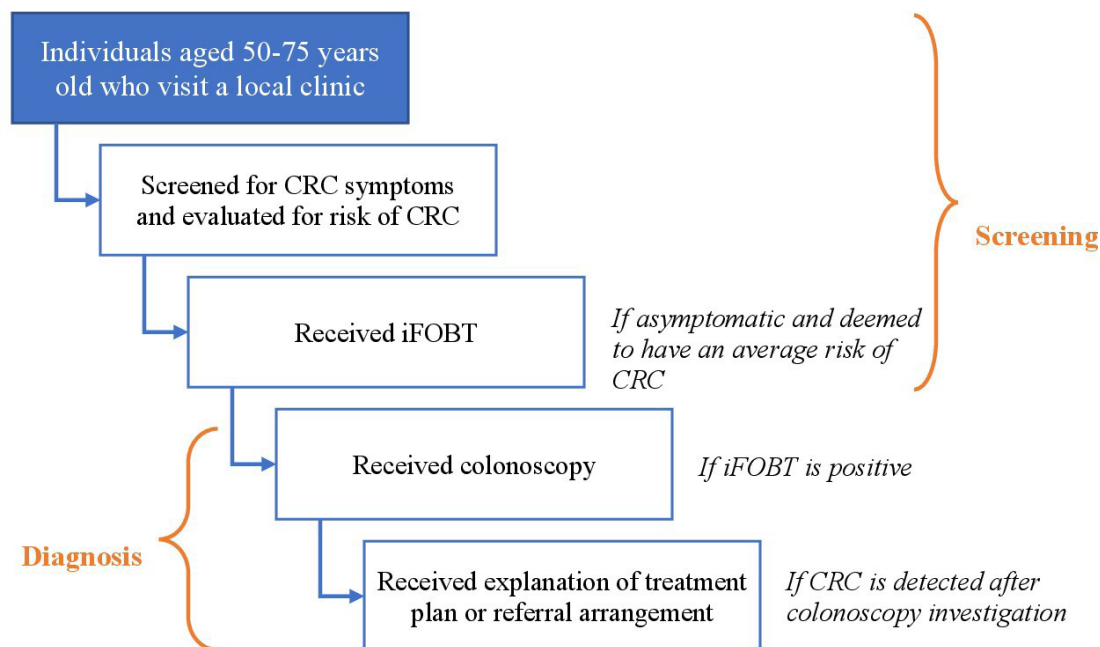 Individuals aged 50-75 years
old who visit a local clinic
Screened for CRC symptoms
and evaluated for risk of CRC
Screening
Received iFOBT
If asymptomatic and deemed
to have an average risk of
CRC
Received colonoscopy
If iFOBT is positive
Diagnosis
Received explanation of treatment
plan or referral arrangement
If CRC is detected after
colonoscopy investigation